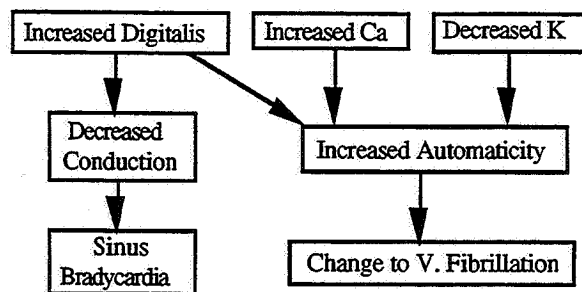 Increased Digitalis
Increased Ca
Decreased K
Decreased
Conduction
Increased Automaticity
Sinus
Bradycardia
Change to V. Fibrillation